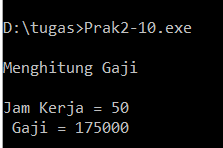 D:\tugas>Prak2-10.exe
Menghitung Gaji
Jam Kerja = 50
Gaji = 175000